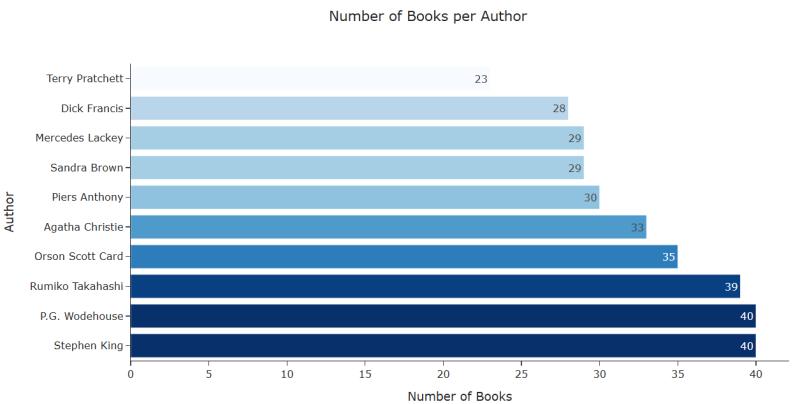 Number of Books per Author
Terry Pratchett 23
Dick Francis 28
Mercedes Lackey 29
Sandra Brown 29
Piers Anthony 30
Agatha Christie 33
Orson Scott Card 35
Rumiko Takahashi 39
P.G. Wodehouse 40
Stephen King 40
Author
0 5 10 15 20 25 30 35 40
Number of Books